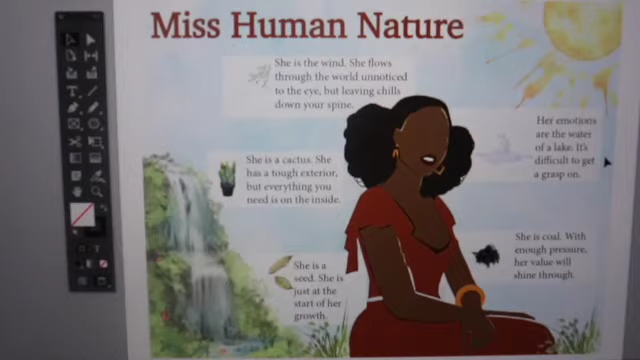 Miss Human Nature
She is the wind. She flows
through the world unnoticed
to the eye, but leaving chills
down your spine.
Her emotions
are the water
of a lake. It's
difficult to get
a grasp on.
She is a cactus. She
has a tough exterior,
but everything you
need is on the inside.
She is coal. With
enough pressure,
her value will
shine through.
She is a
seed. She is
just at the
start of her
growth.